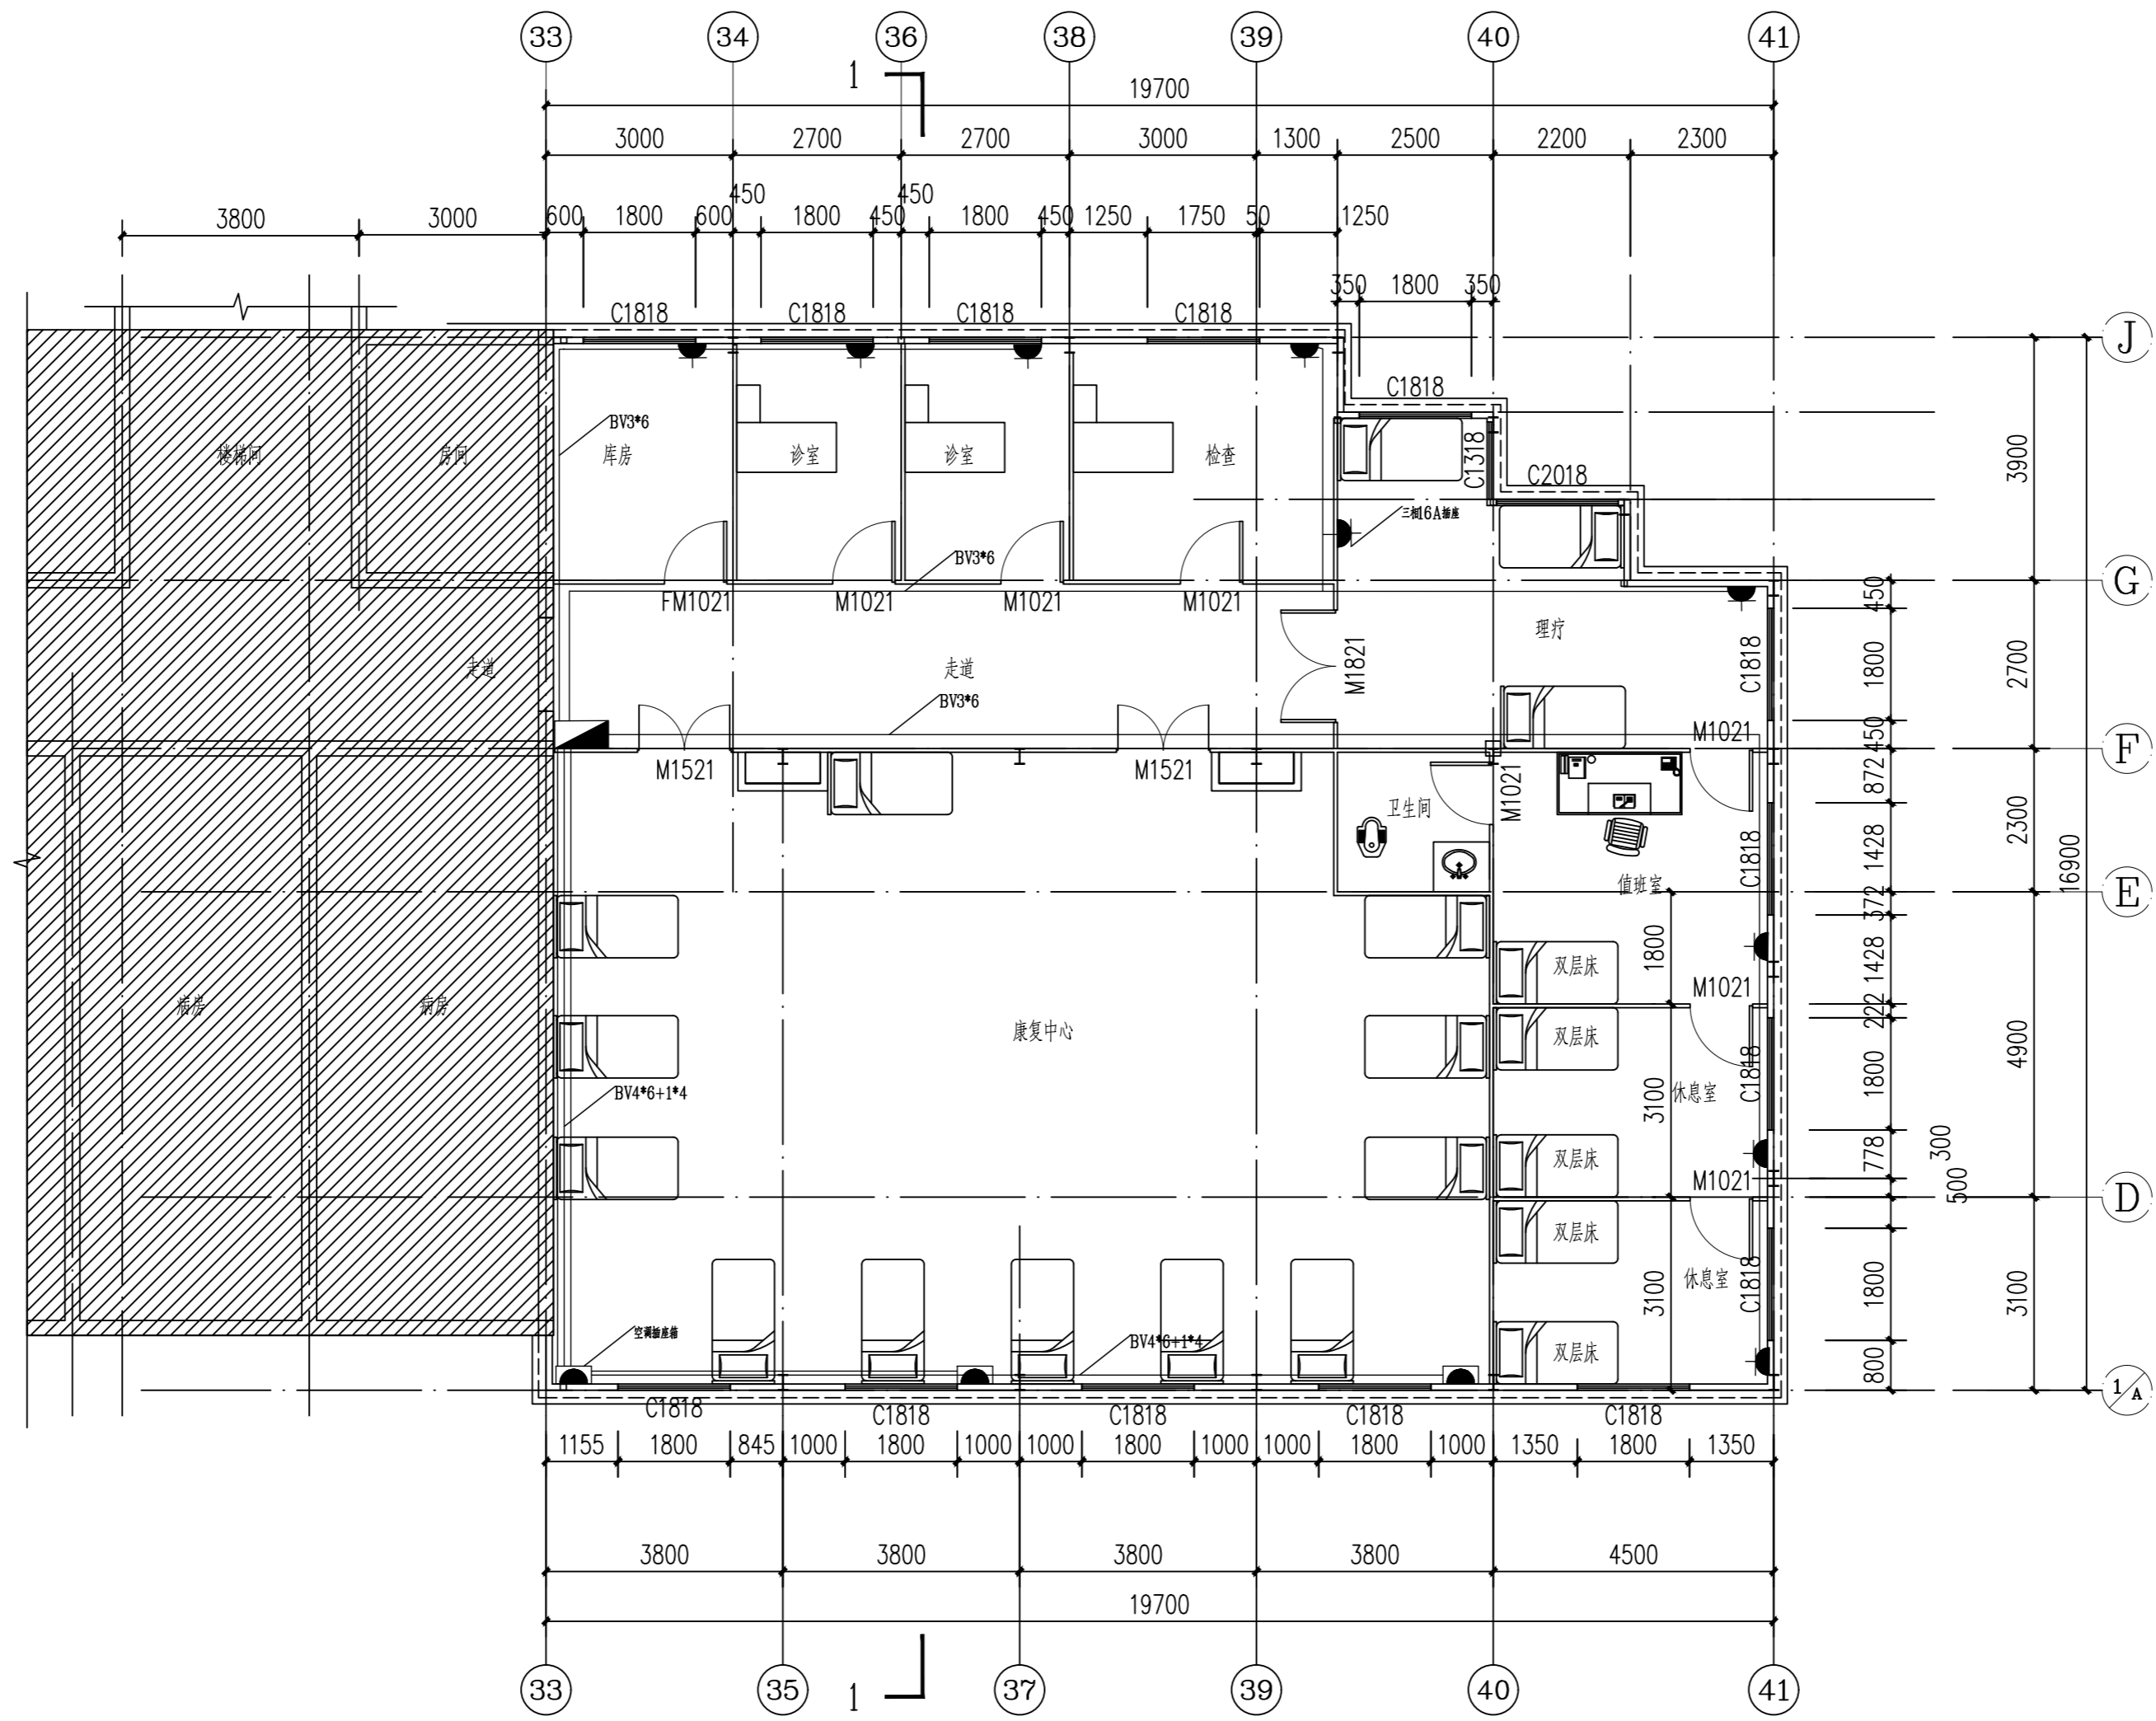 33 34 36 38 39 40 41
1
19700
3000 2700 2700 3000 1300 2500 2200 2300
450 450
3800 3000 600 1800 600 1800 450 1800 450 1250 1750 50 1250
350 1800 350
C1818 C1818 C1818 C1818
J
C1818
楼梯间 房间 BV3*6 库房 诊室 诊室 检查 C1318 C2018 3900
三相16A插座
BV3*6
G
FM1021 M1021 M1021 M1021 450
理疗
走道 走道 M1821 C1818 1800 2700
BV3*6
M1021 450
F
M1521 M1521 M1021 872
卫生间
C1818 1428 2300
值班室 372 16900
E
双层床 1800 1428
M1021
病房 病房 康复中心 双层床 222
BV4*6+1*4 3100 休息室 C1818 1800 4900
双层床 778 300
M1021 500
D
双层床
休息室 C1818
3100 1800 3100
空调插座箱 BV4*6+1*4 双层床 800
1/A
C1818 C1818 C1818 C1818 C1818
1155 1800 845 1000 1800 1000 1000 1800 1000 1000 1800 1000 1350 1800 1350
3800 3800 3800 3800 4500
19700
1
33 35 37 39 40 41